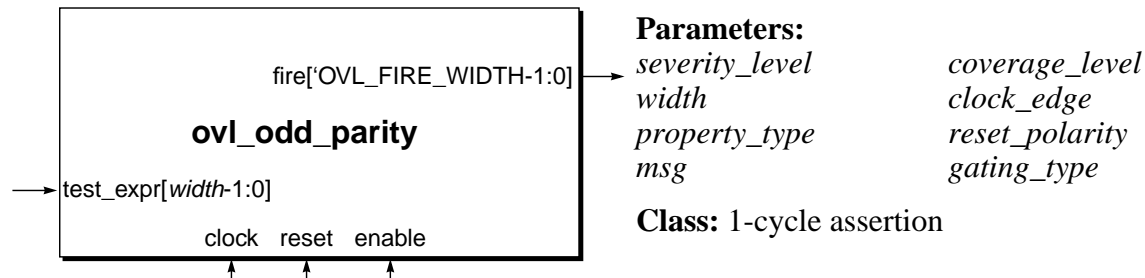 fire[‘OVL_FIRE_WIDTH-1:0]
ovl_odd_parity
test_expr[width-1:0]
clock reset enable
Parameters:
severity_level coverage_level
width clock_edge
property_type reset_polarity
msg gating_type
Class: 1-cycle assertion